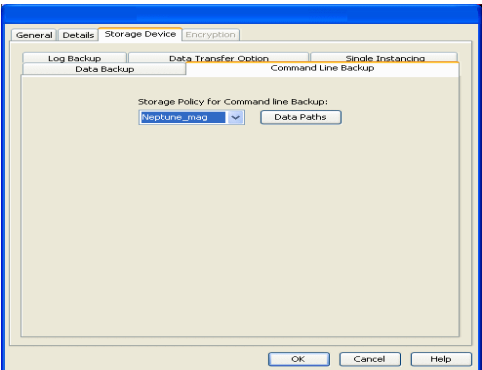 General Details Storage Device Encryption
Log Backup Data Transfer Option Single Instancing
Data Backup Command Line Backup
Storage Policy for Command line Backup:
Neptune_mag Data Paths
OK Cancel Help